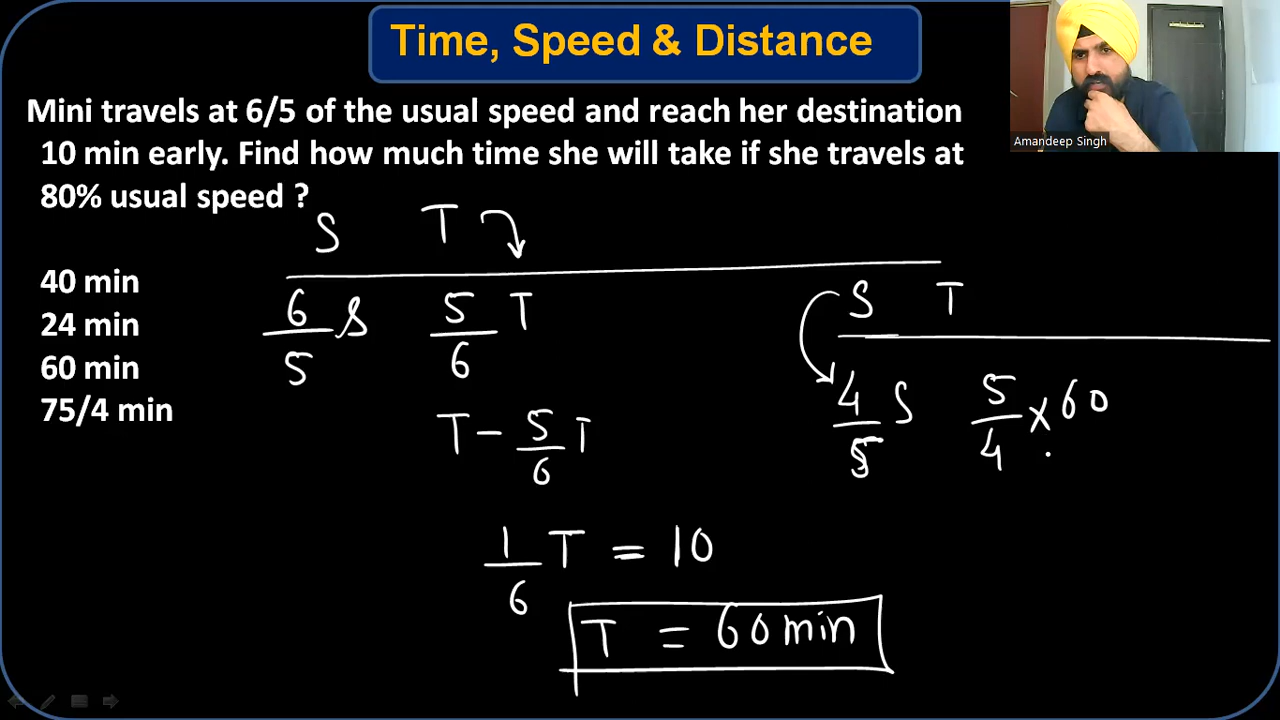 Time, Speed & Distance
Amandeep Singh
Mini travels at 6/5 of the usual speed and reach her destination
10 min early. Find how much time she will take if she travels at
80% usual speed ?
40 min
24 min
60 min
75/4 min
S T
6/5 S 5/6 T
T - 5/6 T
1/6 T = 10
T = 60 min
S T
4/5 S 5/4 × 60